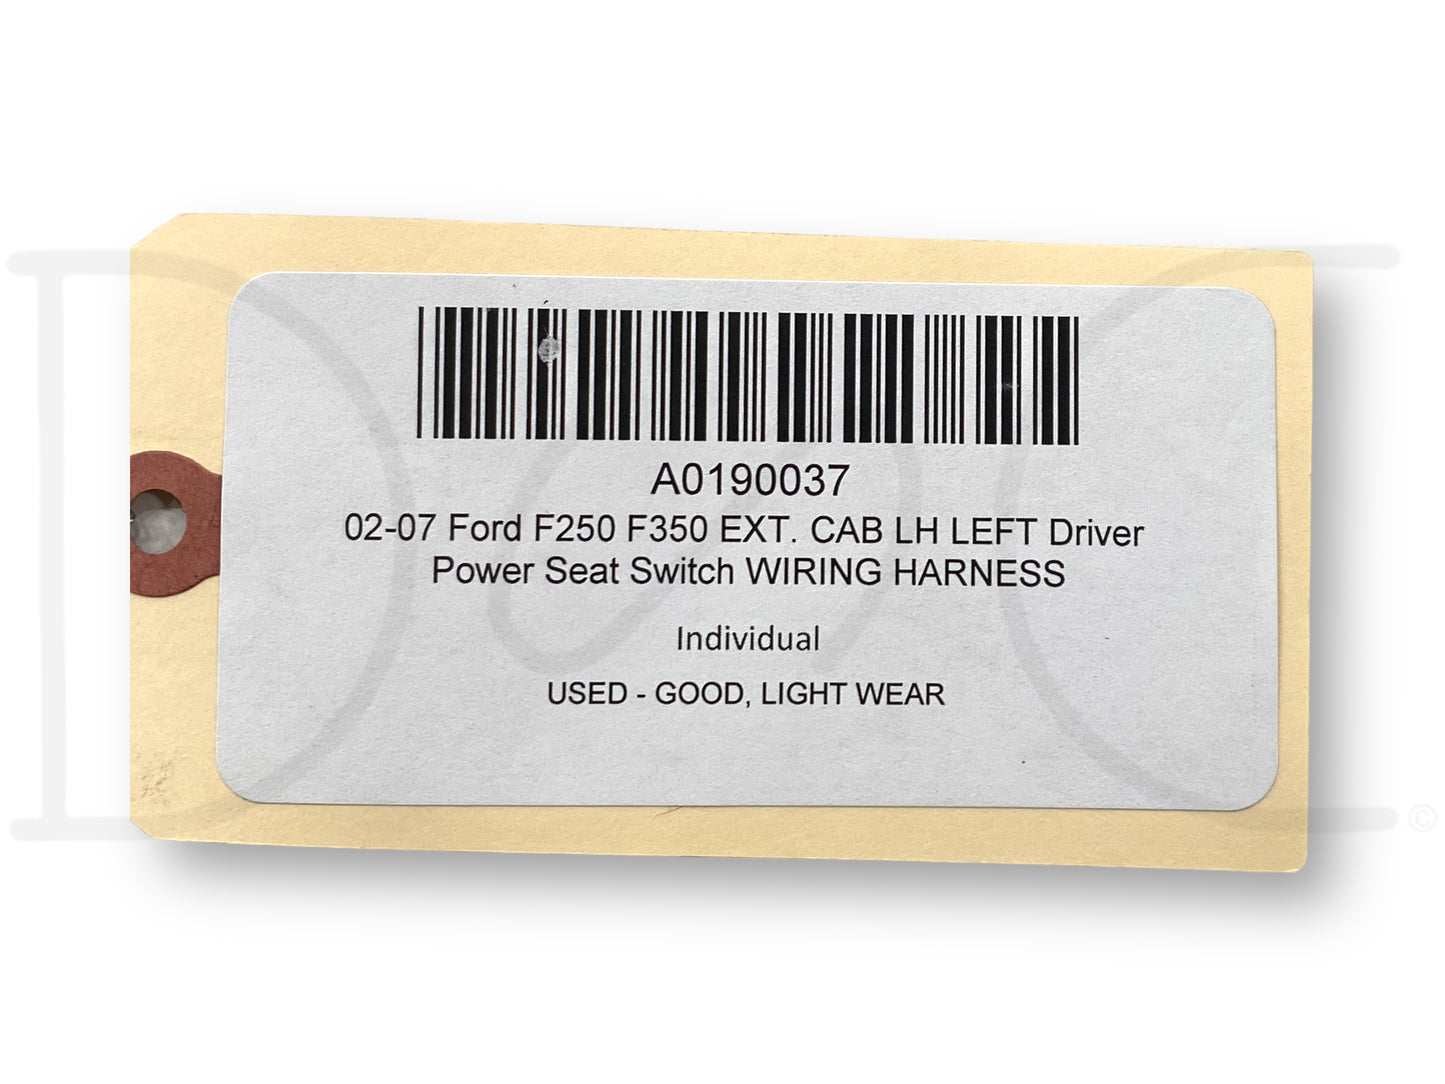 A0190037
02-07 Ford F250 F350 EXT. CAB LH LEFT Driver
Power Seat Switch WIRING HARNESS
Individual
USED - GOOD, LIGHT WEAR
©